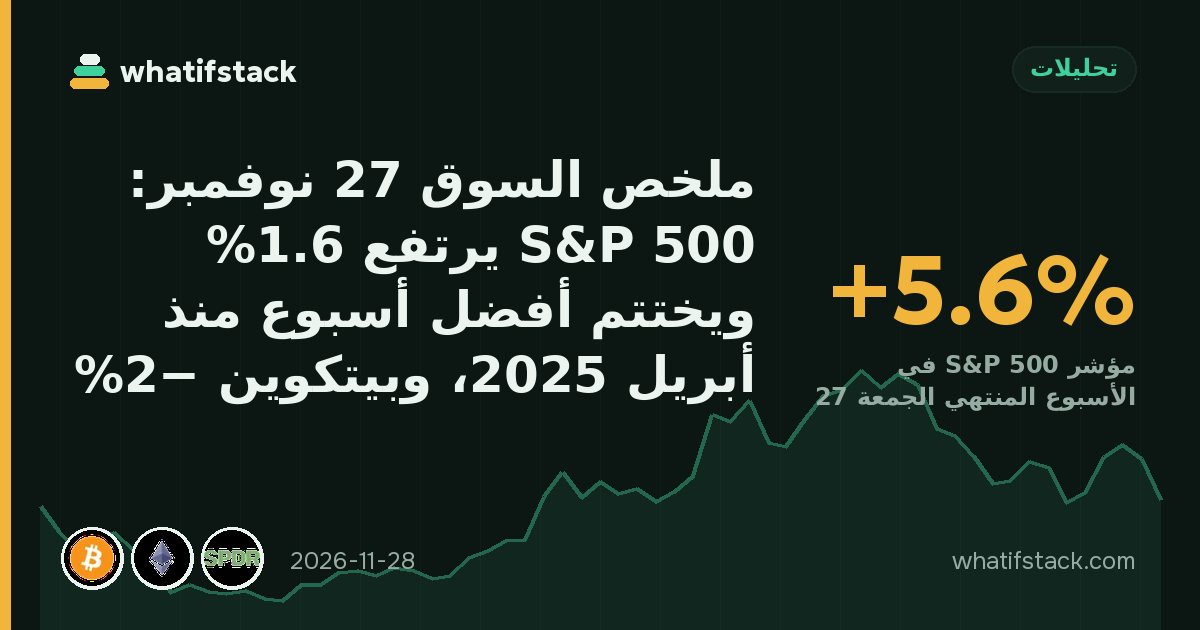 whatifstack
تحليلات
ملخص السوق 27 نوفمبر:
S&P 500 يرتفع 1.6%
ويختتم أفضل أسبوع منذ
أبريل 2025، وبيتكوين −2%
+5.6%
مؤشر S&P 500 في
الأسبوع المنتهي الجمعة 27
SPDR
2026-11-28
whatifstack.com